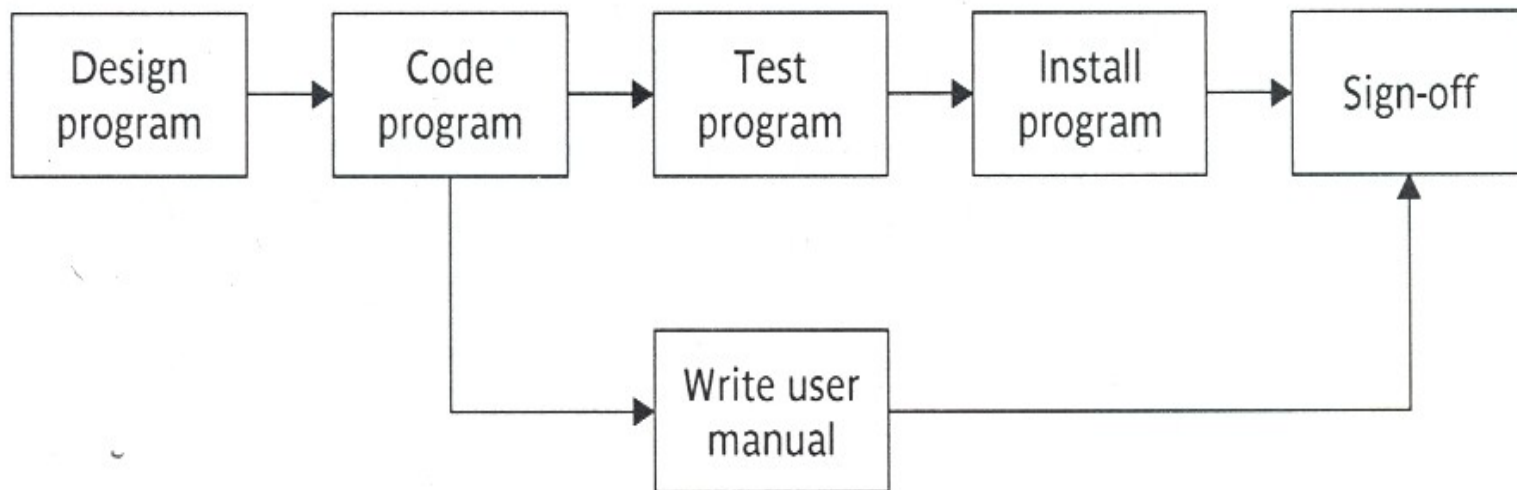 Design
program
Code
program
Test
program
Install
program
Sign-off
Write user
manual